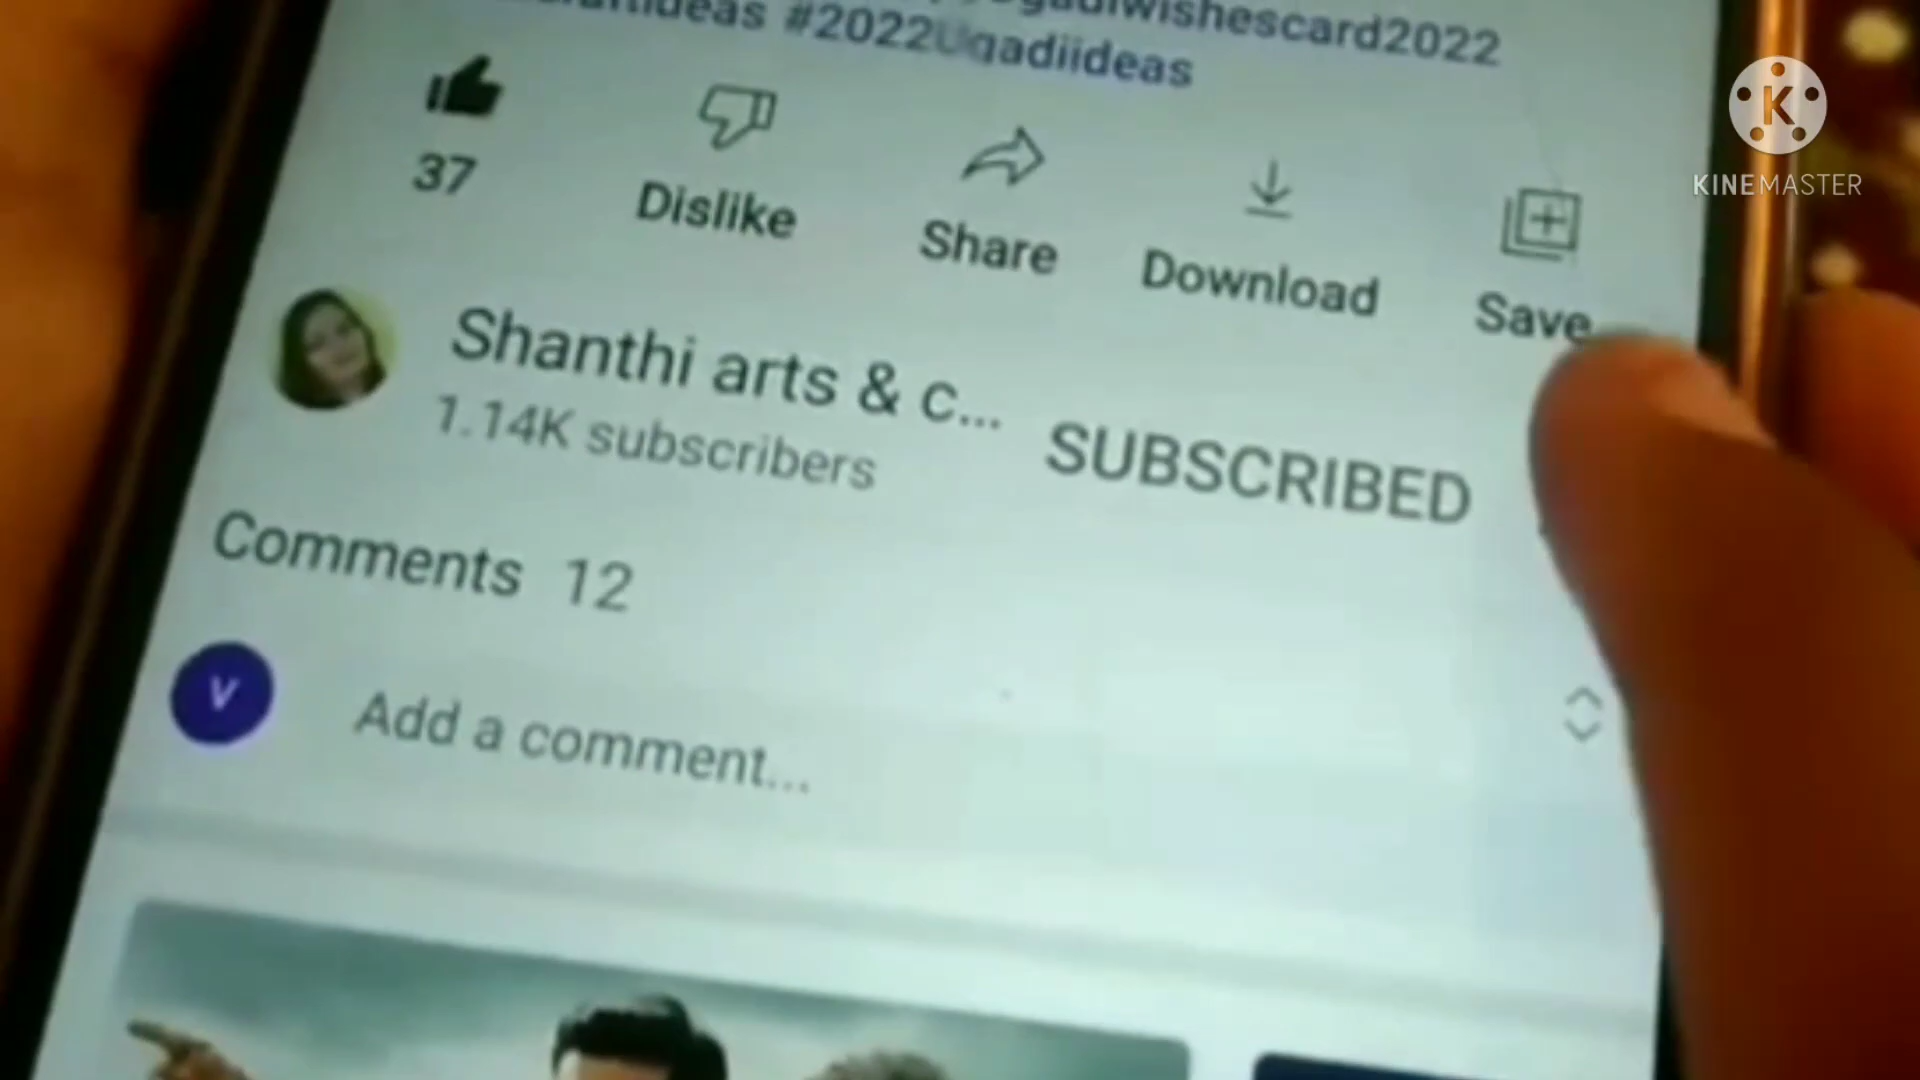 #2022Ugadiideas
37
Dislike
Share
Download
Save
Shanthi arts & c...
1.14K subscribers
SUBSCRIBED
Comments 12
V
Add a comment...
K
KINEMASTER